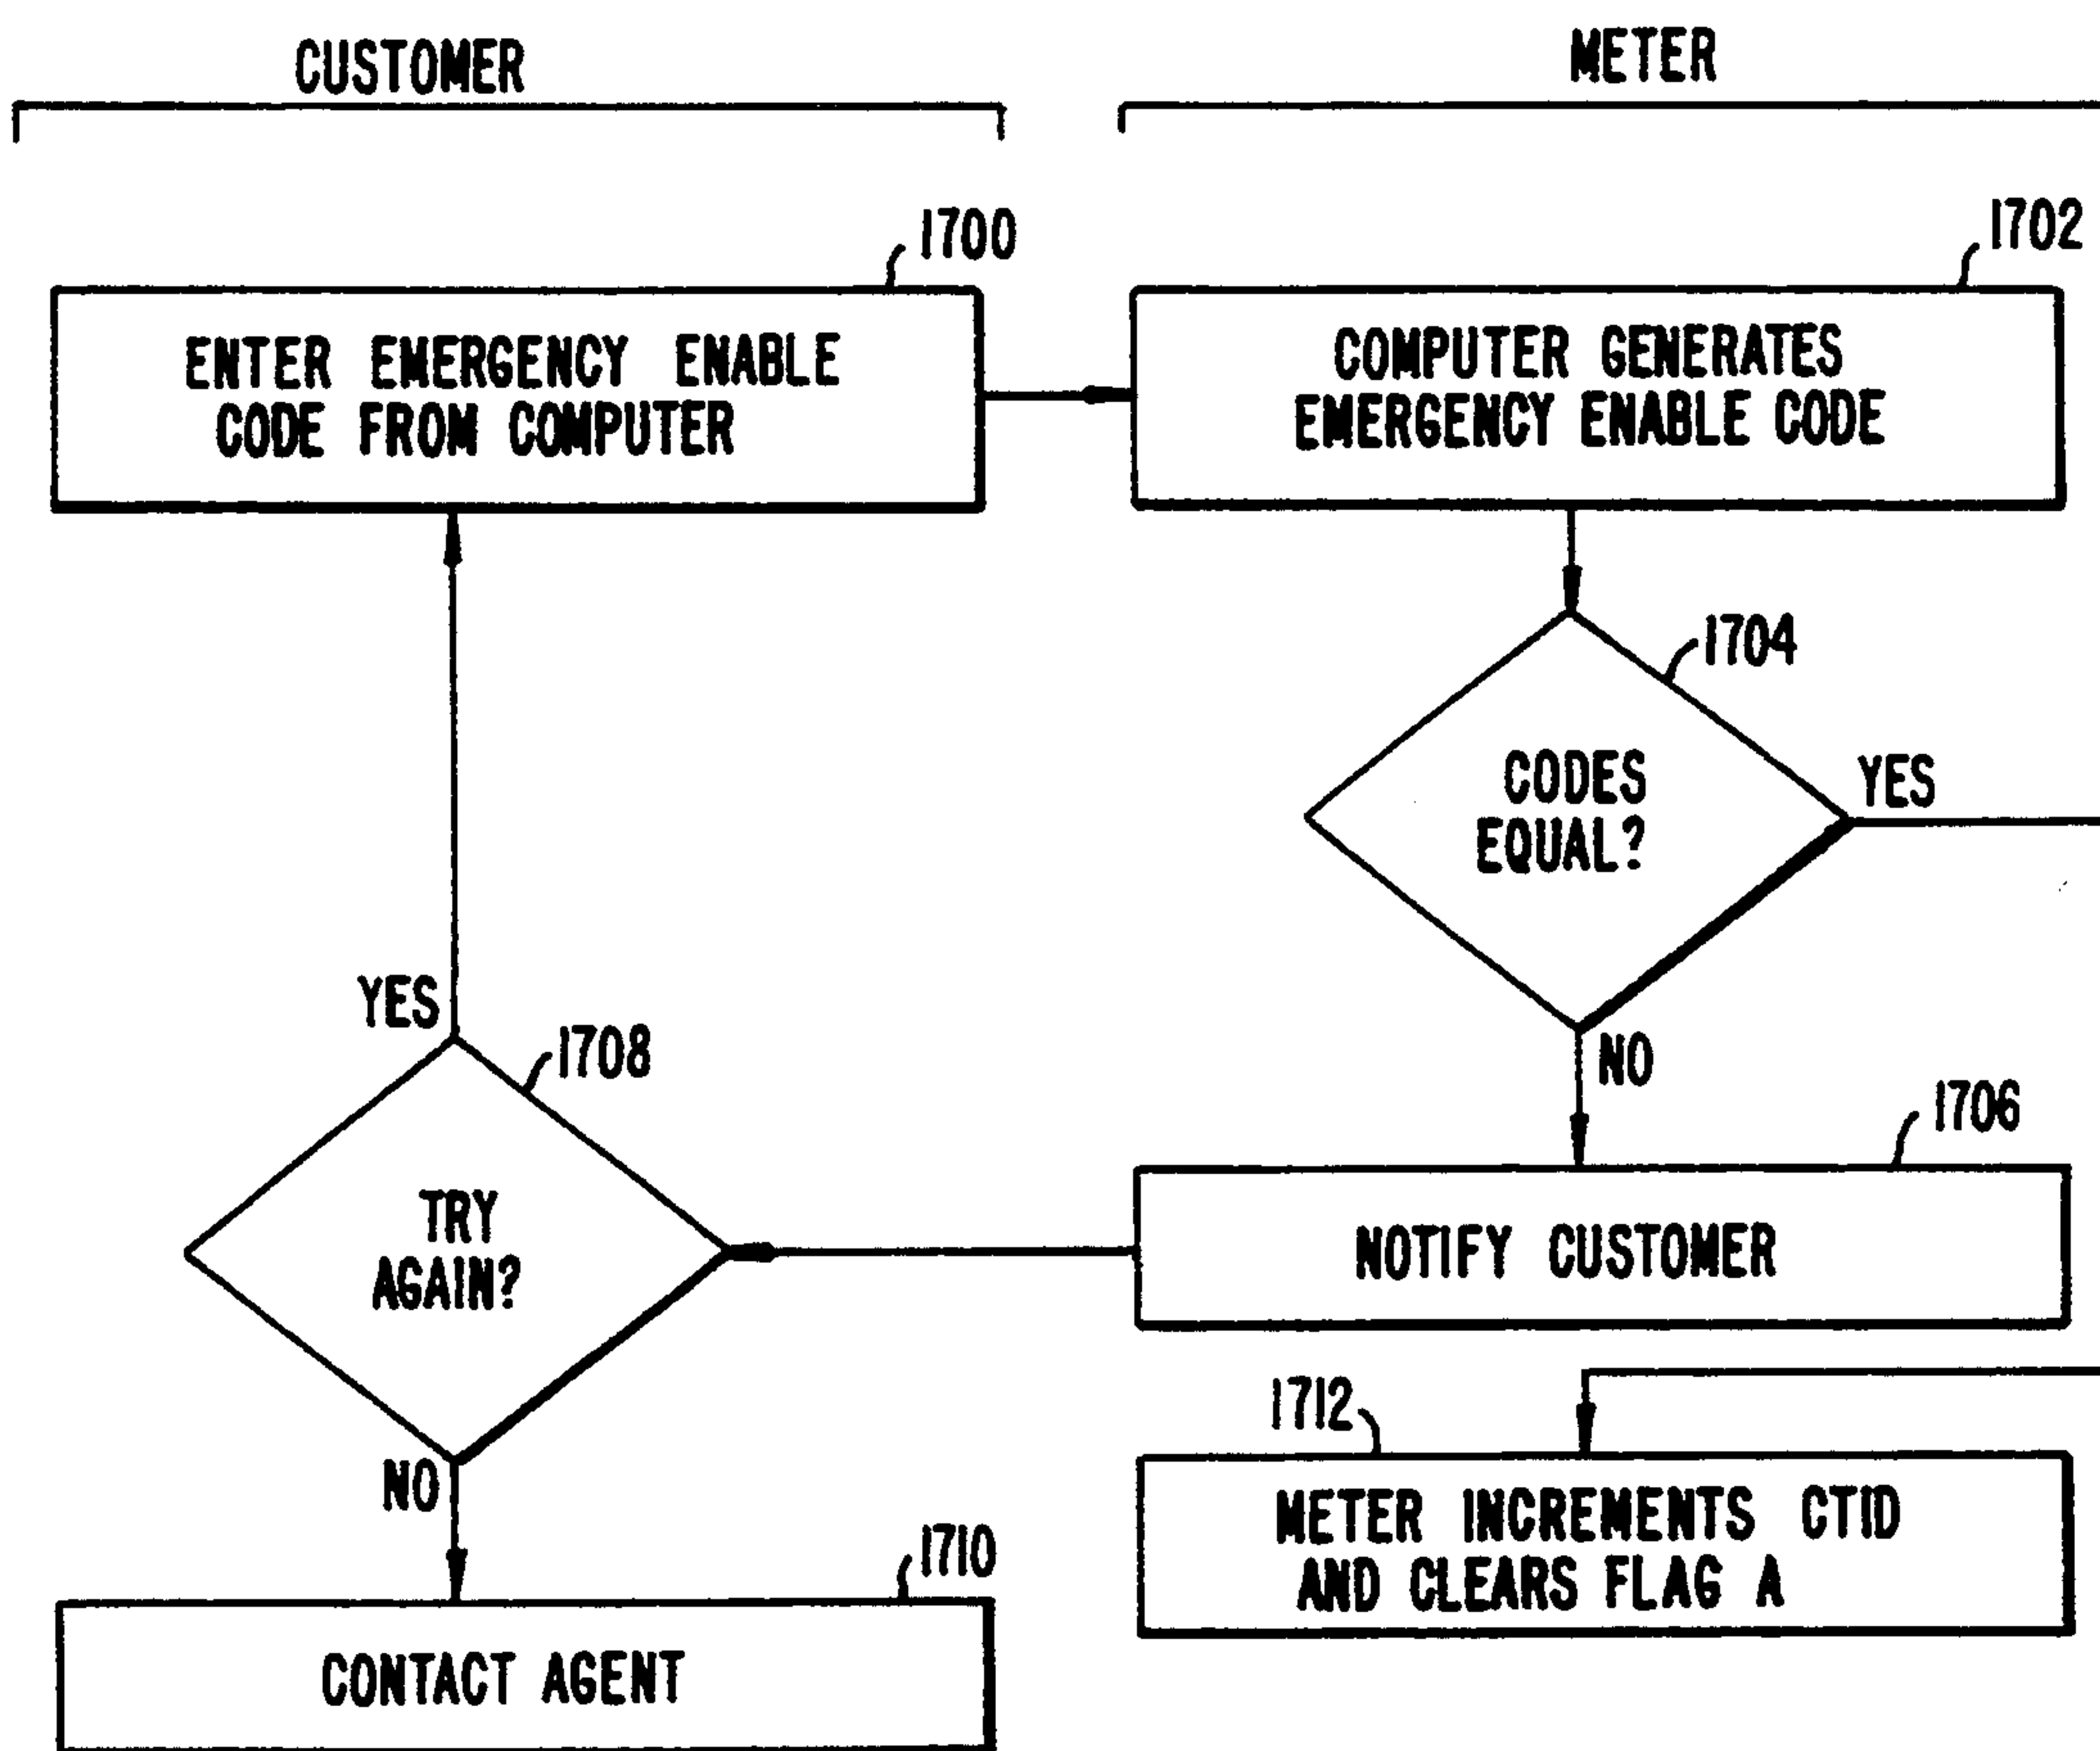 CUSTOMER
METER
1700
1702
ENTER EMERGENCY ENABLE
CODE FROM COMPUTER
COMPUTER GENERATES
EMERGENCY ENABLE CODE
1704
CODES
EQUAL?
YES
NO
YES
1708
1706
TRY
AGAIN?
NOTIFY CUSTOMER
NO
1712
METER INCREMENTS CTID
AND CLEARS FLAG A
1710
CONTACT AGENT